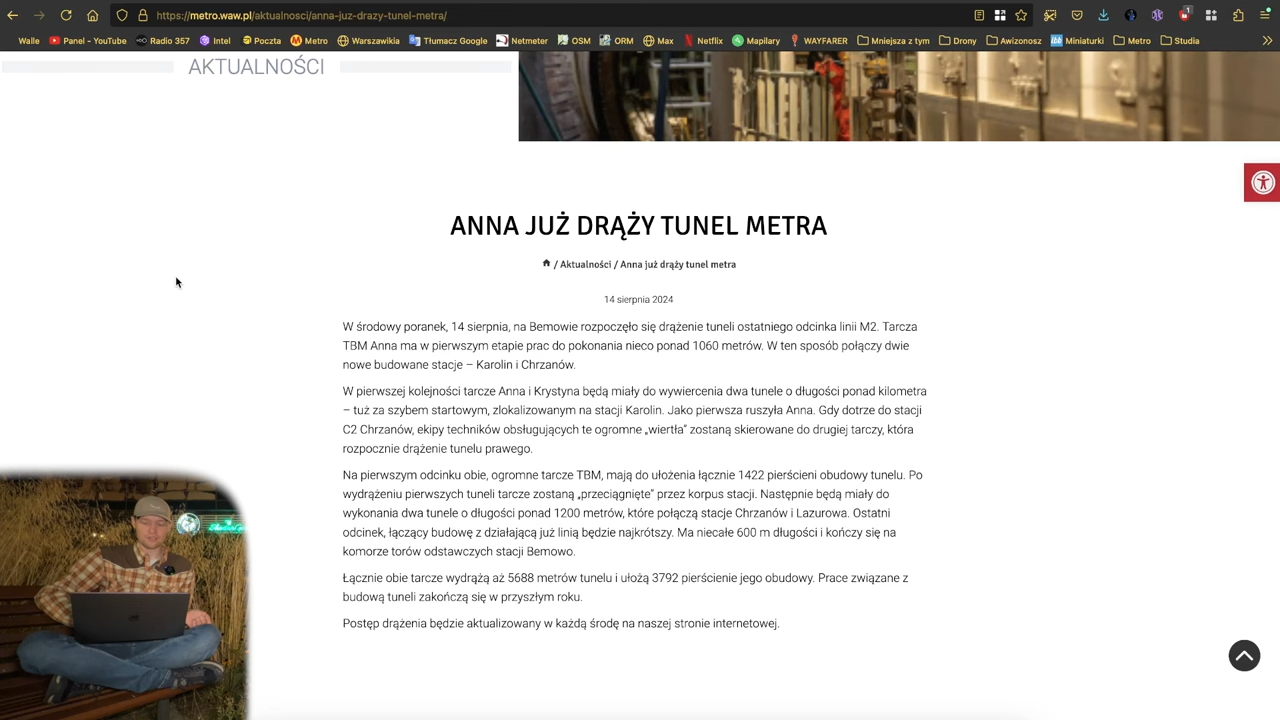 https://metro.waw.pl/aktualnosci/anna-juz-drazy-tunel-metra/
1
Walle Panel - YouTube Radio 357 Intel Poczta Metro Warszawikia Tłumacz Google Netmeter OSM ORM Max Netflix Mapilary WAYFARER Mniejsza z tym Drony Awizonosz Miniaturki Metro Studia
AKTUALNOŚCI
ANNA JUŻ DRĄŻY TUNEL METRA
/ Aktualności / Anna już drąży tunel metra
14 sierpnia 2024
W środowy poranek, 14 sierpnia, na Bemowie rozpoczęło się drążenie tuneli ostatniego odcinka linii M2. Tarcza
TBM Anna ma w pierwszym etapie prac do pokonania nieco ponad 1060 metrów. W ten sposób połączy dwie
nowe budowane stacje – Karolin i Chrzanów.
W pierwszej kolejności tarcze Anna i Krystyna będą miały do wywiercenia dwa tunele o długości ponad kilometra
– tuż za szybem startowym, zlokalizowanym na stacji Karolin. Jako pierwsza ruszyła Anna. Gdy dotrze do stacji
C2 Chrzanów, ekipy techników obsługujących te ogromne „wiertła” zostaną skierowane do drugiej tarczy, która
rozpocznie drążenie tunelu prawego.
Na pierwszym odcinku obie, ogromne tarcze TBM, mają do ułożenia łącznie 1422 pierścieni obudowy tunelu. Po
wydrążeniu pierwszych tuneli tarcze zostaną „przeciągnięte” przez korpus stacji. Następnie będą miały do
wykonania dwa tunele o długości ponad 1200 metrów, które połączą stacje Chrzanów i Lazurowa. Ostatni
odcinek, łączący budowę z działającą już linią będzie najkrótszy. Ma niecałe 600 m długości i kończy się na
komorze torów odstawczych stacji Bemowo.
Łącznie obie tarcze wydrążą aż 5688 metrów tunelu i ułożą 3792 pierścienie jego obudowy. Prace związane z
budową tuneli zakończą się w przyszłym roku.
Postęp drążenia będzie aktualizowany w każdą środę na naszej stronie internetowej.